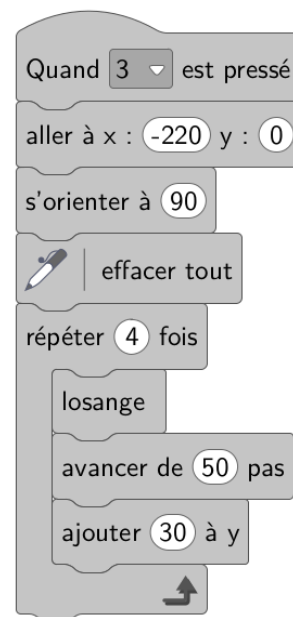 Quand 3 est pressé
aller à x : -220 y : 0
s'orienter à 90
effacer tout
répéter 4 fois
losange
avancer de 50 pas
ajouter 30 à y